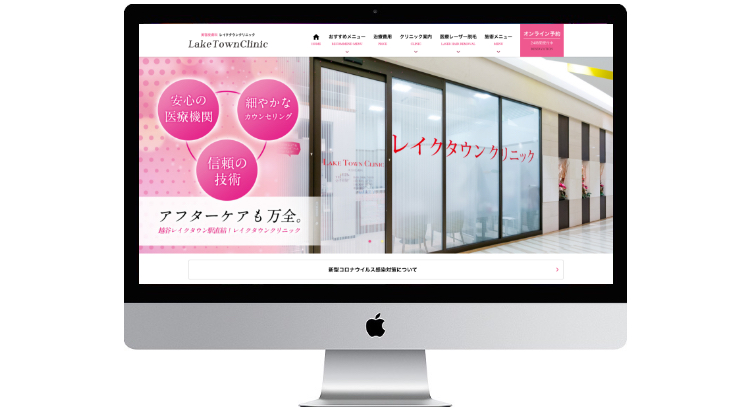 レイクタウンクリニック
LakeTownClinic
HOME
おすすめメニュー
治療費用
PRICE
クリニック案内
CLINIC
医療レーザー脱毛
施術メニュー
MENU
オンライン予約
安心の
医療機関
細やかな
カウンセリング
信頼の
技術
LAKE TOWN CLINIC
レイクタウン クリニック
アフターケアも万全。
越谷レイクタウン駅直結！レイクタウンクリニック
新型コロナウイルス感染対策について